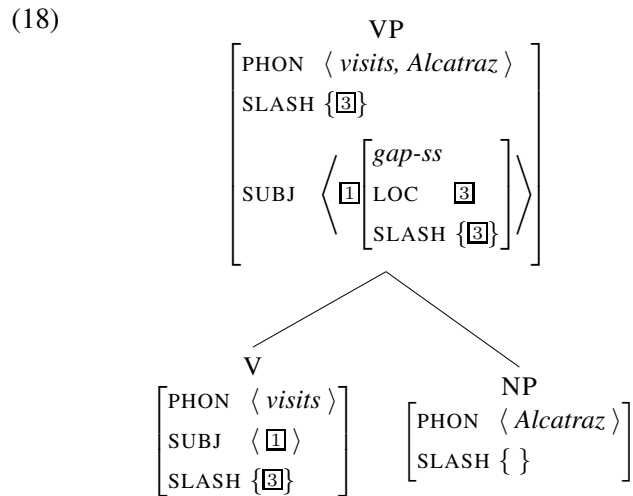 (18)
VP
PHON ⟨ visits, Alcatraz ⟩
SLASH {3}
gap-ss
SUBJ ⟨ 1 LOC 3 ⟩
SLASH {3}
V NP
PHON ⟨ visits ⟩ PHON ⟨ Alcatraz ⟩
SUBJ ⟨ 1 ⟩ SLASH { }
SLASH {3}